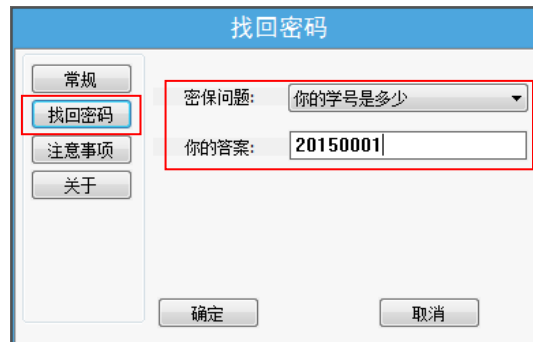 找回密码
常规
找回密码
注意事项
关于
密保问题: 你的学号是多少
你的答案: 20150001
确定 取消